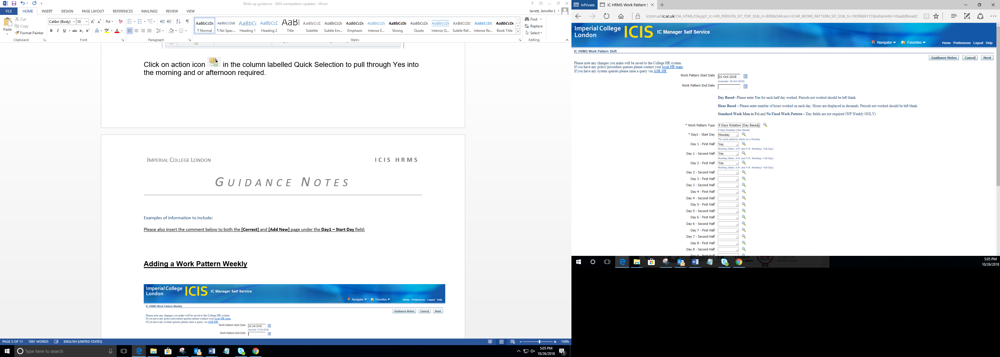 Write up guidance - MSS workpattern updates - Word
FILE HOME INSERT DESIGN PAGE LAYOUT REFERENCES MAILINGS REVIEW VIEW
Jarrett, Jennifer L
Paste
Cut
Copy
Format Painter
Clipboard
Calibri (Body) 10
Font
Paragraph
AaBbCcDc AaBbCcDdE AaBbC( AaBbCcE AaB| AaBbCcD AaBbCcDc AaBbCcDc AaBbCcDc AaBbCcDc AaBbCcDc AaBbCcDc AABBCCDC AABBCCDE AaBbCcDc
¶ Normal ¶ No Spac... Heading 1 Heading 2 Title Subtitle Subtle Em... Emphasis Intense E... Strong Quote Intense Q... Subtle Ref... Intense Re... Book Title
Styles
Find
Replace
Select
Editing
Click on action icon in the column labelled Quick Selection to pull through Yes into
the morning and or afternoon required.
IMPERIAL COLLEGE LONDON ICIS HRMS
GUIDANCE NOTES
Examples of information to include:
Please also insert the comment below to both the [Correct] and [Add New] page under the Day1 – Start Day field:
Adding a Work Pattern Weekly
Imperial College
London
ICIS IC Manager Self Service
Navigator Favorites Home Preferences Logout Help
IC HRMS Work Pattern Weekly
Guidance Notes Cancel Next
Please note any changes you make will be saved to the College HR system.
If you have any policy/procedure queries please contact your local HR team.
If you have any system queries please raise a query via ASK HR.
Work Pattern Start Date 16-Jul-2018
(example: 17-Oct-2018)
Work Pattern End Date
PAGE 5 OF 11 1081 WORDS ENGLISH (UNITED STATES) 150%
Type here to search
5:05 PM
10/26/2018
InPrivate IC HRMS Work Pattern S
icistrn.ad.ic.ac.uk/OA_HTML/OA.jsp?_rc=HR_PERSON_SIT_TOP_SS&_ri=800&OAFunc=ICHR_WORK_PATTERN_SIT_SS&_ti=1929669172&retainAM=Y&addBreadC
Imperial College
London
ICIS IC Manager Self Service
Navigator Favorites Home Preferences Logout Help
IC HRMS Work Pattern Shift
Guidance Notes Cancel Next
Please note any changes you make will be saved to the College HR system.
If you have any policy/procedure queries please contact your local HR team.
If you have any system queries please raise a query via ASK HR.
Work Pattern Start Date 01-Oct-2018
(example: 26-Oct-2018)
Work Pattern End Date
Day Based– Please enter Yes for each half day worked. Periods not worked should be left blank.
Hour Based – Please enter number of hours worked on each day. Hours are displayed in decimals. Periods not worked should be left blank.
Standard Week Mon to Fri and No Fixed Work Pattern – Day fields are not required (WP Weekly ONLY)
* Work Pattern Type 9 Days Rotation (Day Based)
9 Days Rotation (Day Based)
* Day1 - Start Day Monday
The work patterns starts on a Monday
Day 1 - First Half Yes
Working (Note: A.M. and P.M. Working= Full Day)
Day 1 - Second Half Yes
Working (Note: A.M. and P.M. Working= Full Day)
Day 2 - First Half Yes
Working (Note: A.M. and P.M. Working= Full Day)
Day 2 - Second Half
Day 3 - First Half
Day 3 - Second Half
Day 4 - First Half
Day 4 - Second Half
Day 5 - First Half
Day 5 - Second Half
Day 6 - First Half
Day 6 - Second Half
Day 7 - First Half
Day 7 - Second Half
Day 8 - First Half
Day 8 - Second Half
Day 9 - First Half
5:05 PM
10/26/2018